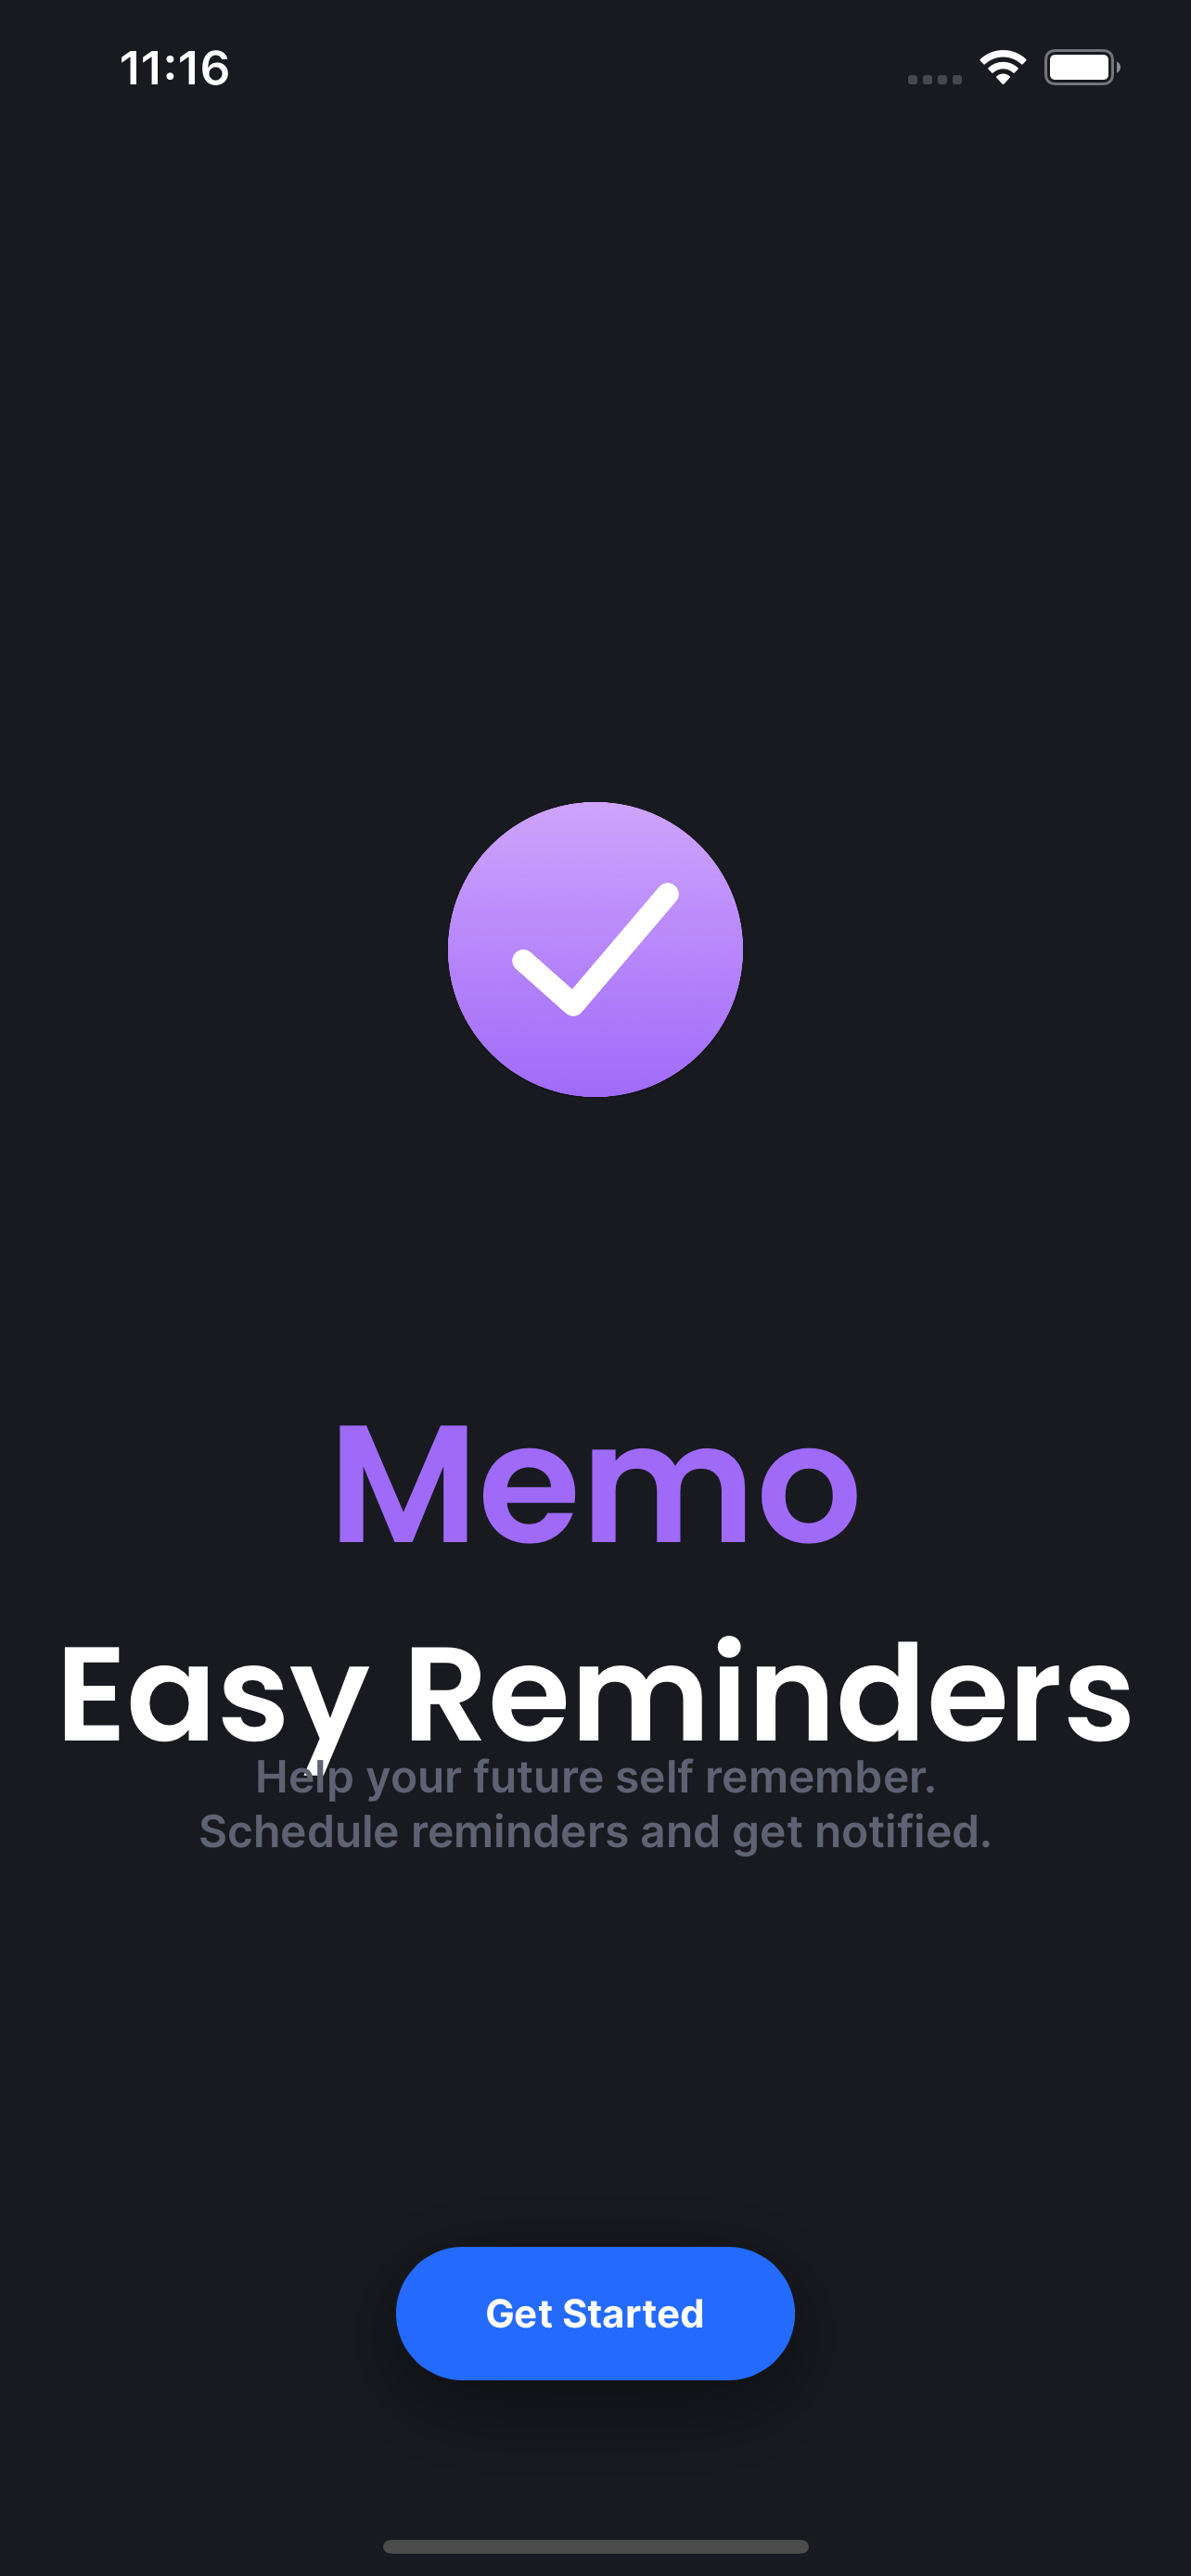 11:16
Memo
Easy Reminders
Help your future self remember.
Schedule reminders and get notified.
Get Started